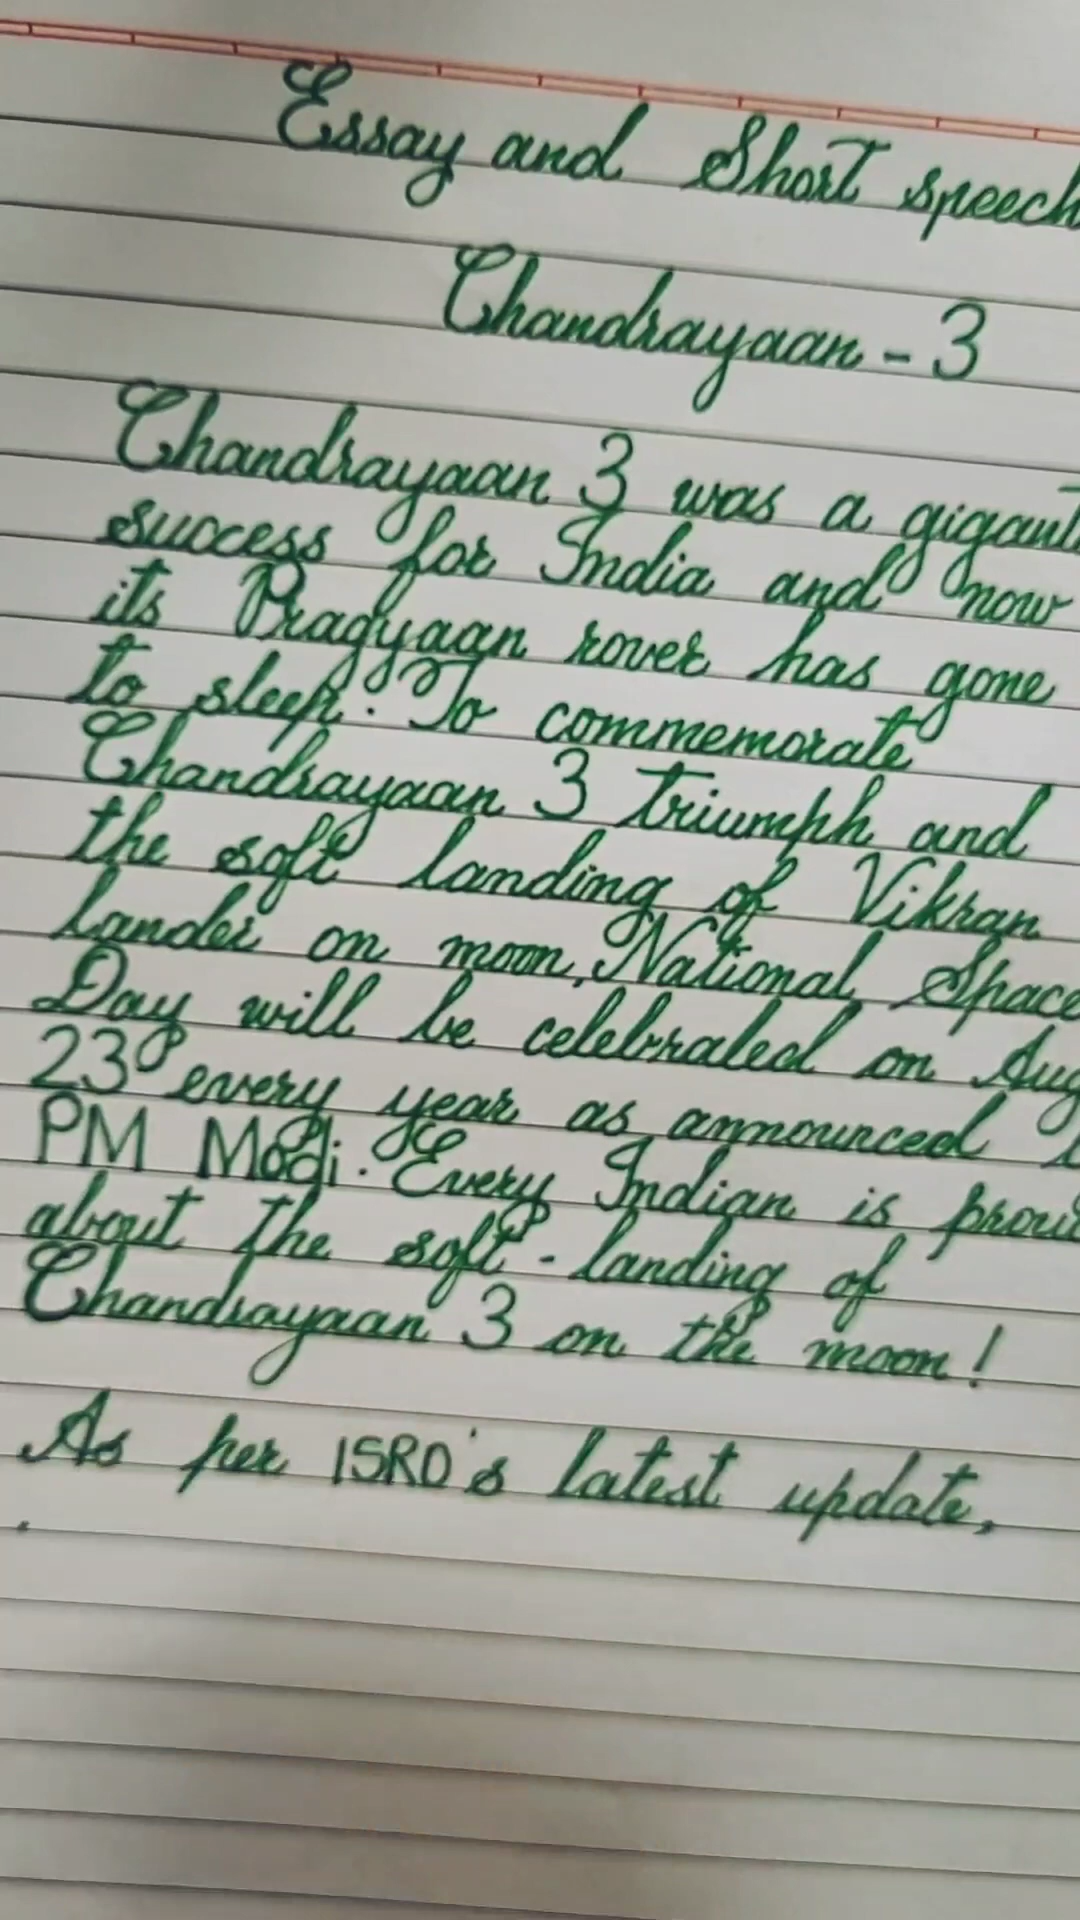 Essay and Short speech
Chandrayaan - 3
Chandrayaan 3 was a
success for India and now
its Pragyaan rover has gone
to sleep. To commemorate
Chandrayaan 3 triumph and
the soft landing of Vikran
Lander on moon, National Space
Day will be celebrated on Aug
23 every year as announced
PM Modi. Every Indian is
about the soft - landing of
Chandrayaan 3 on the moon!
As per ISRO's latest update,